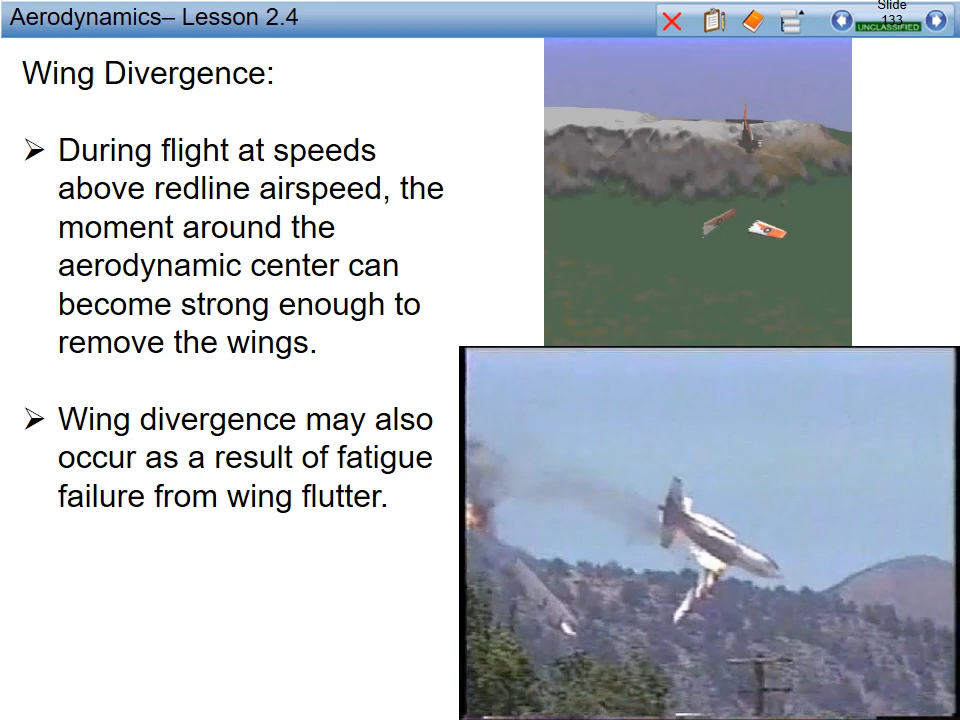 Aerodynamics– Lesson 2.4
Slide
133
UNCLASSIFIED
Wing Divergence:
➢ During flight at speeds
above redline airspeed, the
moment around the
aerodynamic center can
become strong enough to
remove the wings.
➢ Wing divergence may also
occur as a result of fatigue
failure from wing flutter.